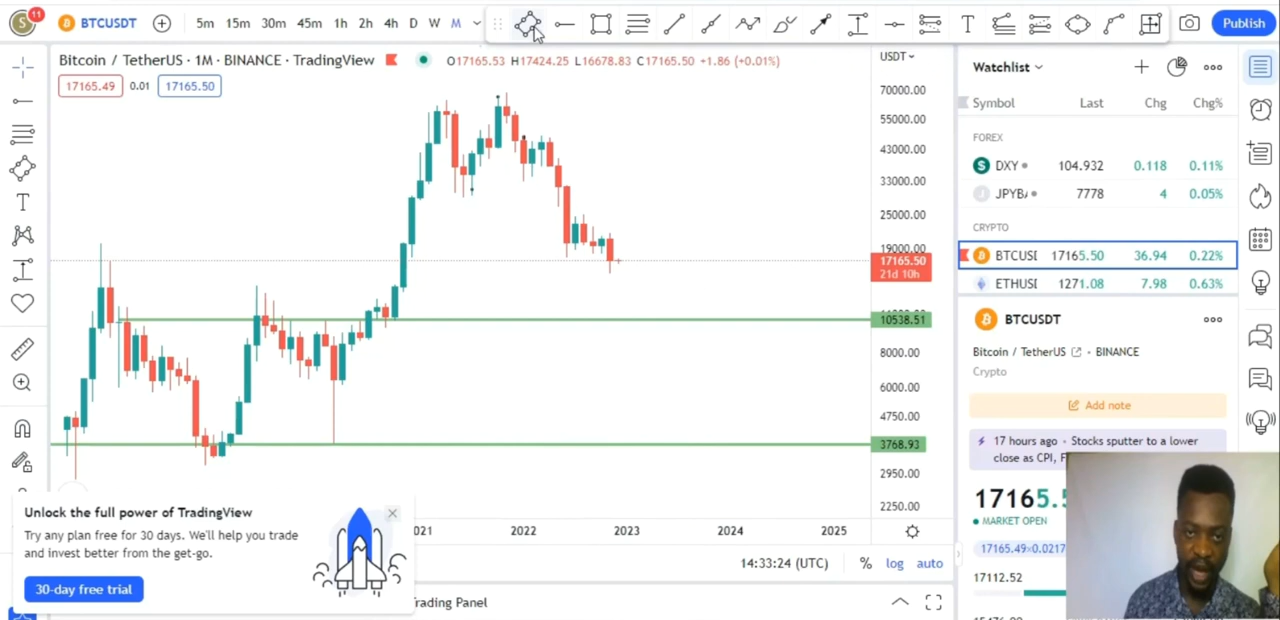 S 11 BTCUSDT 5m 15m 30m 45m 1h 2h 4h D W M T Publish
Bitcoin / TetherUS · 1M · BINANCE · TradingView O17165.53 H17424.25 L16678.83 C17165.50 +1.86 (+0.01%)
17165.49 0.01 17165.50
USDT
70000.00
55000.00
43000.00
33000.00
25000.00
19000.00
17165.50
21d 10h
10538.51
8000.00
6000.00
4750.00
3768.93
2950.00
2250.00
T
2022 2023 2024 2025
14:33:24 (UTC) % log auto
Unlock the full power of TradingView
Try any plan free for 30 days. We'll help you trade
and invest better from the get-go.
30-day free trial
Trading Panel
Watchlist
Symbol Last Chg Chg%
FOREX
S DXY 104.932 0.118 0.11%
JPYB 7778 4 0.05%
CRYPTO
BTCUSI 17165.50 36.94 0.22%
ETHUSI 1271.08 7.98 0.63%
BTCUSDT
Bitcoin / TetherUS · BINANCE
Crypto
Add note
17 hours ago · Stocks sputter to a lower
close as CPI, F
17165.5
MARKET OPEN
17165.49×0.0217
17112.52